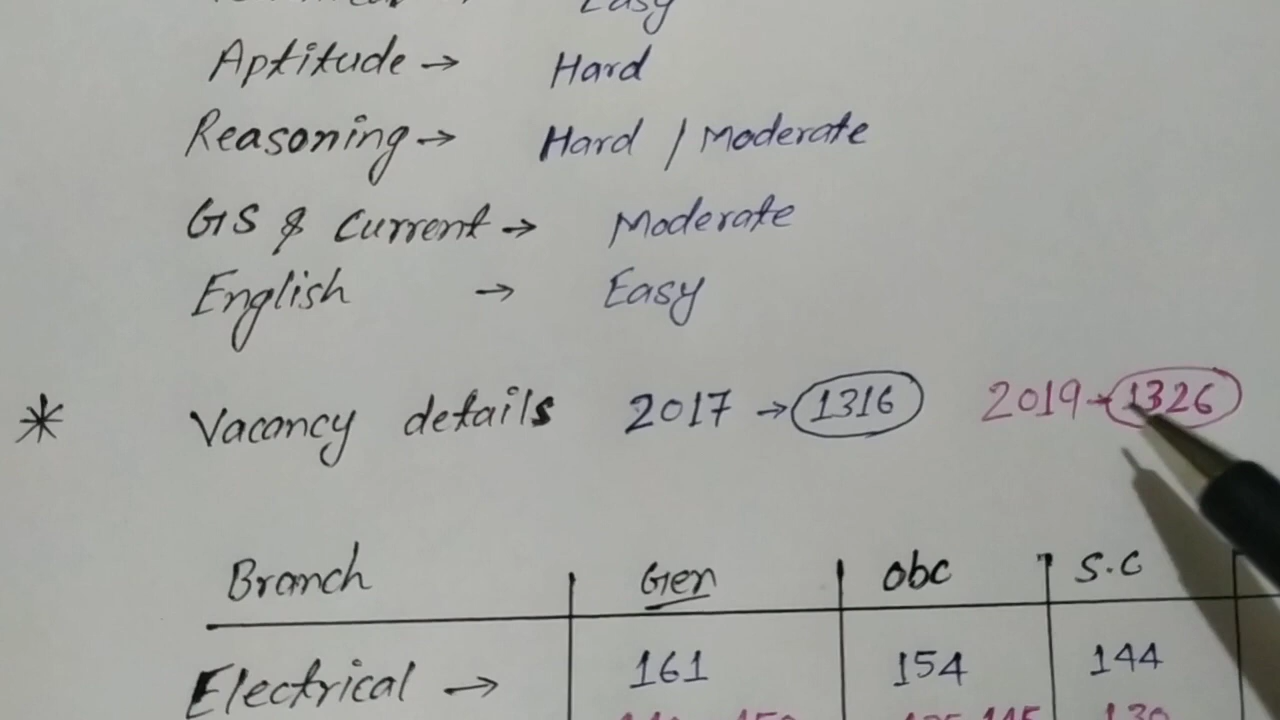 Easy
Aptitude → Hard
Reasoning → Hard / Moderate
GS & Current → Moderate
English → Easy
* Vacancy details 2017 → 1316 2019 → 1326
Branch Gen obc S.C
Electrical → 161 154 144